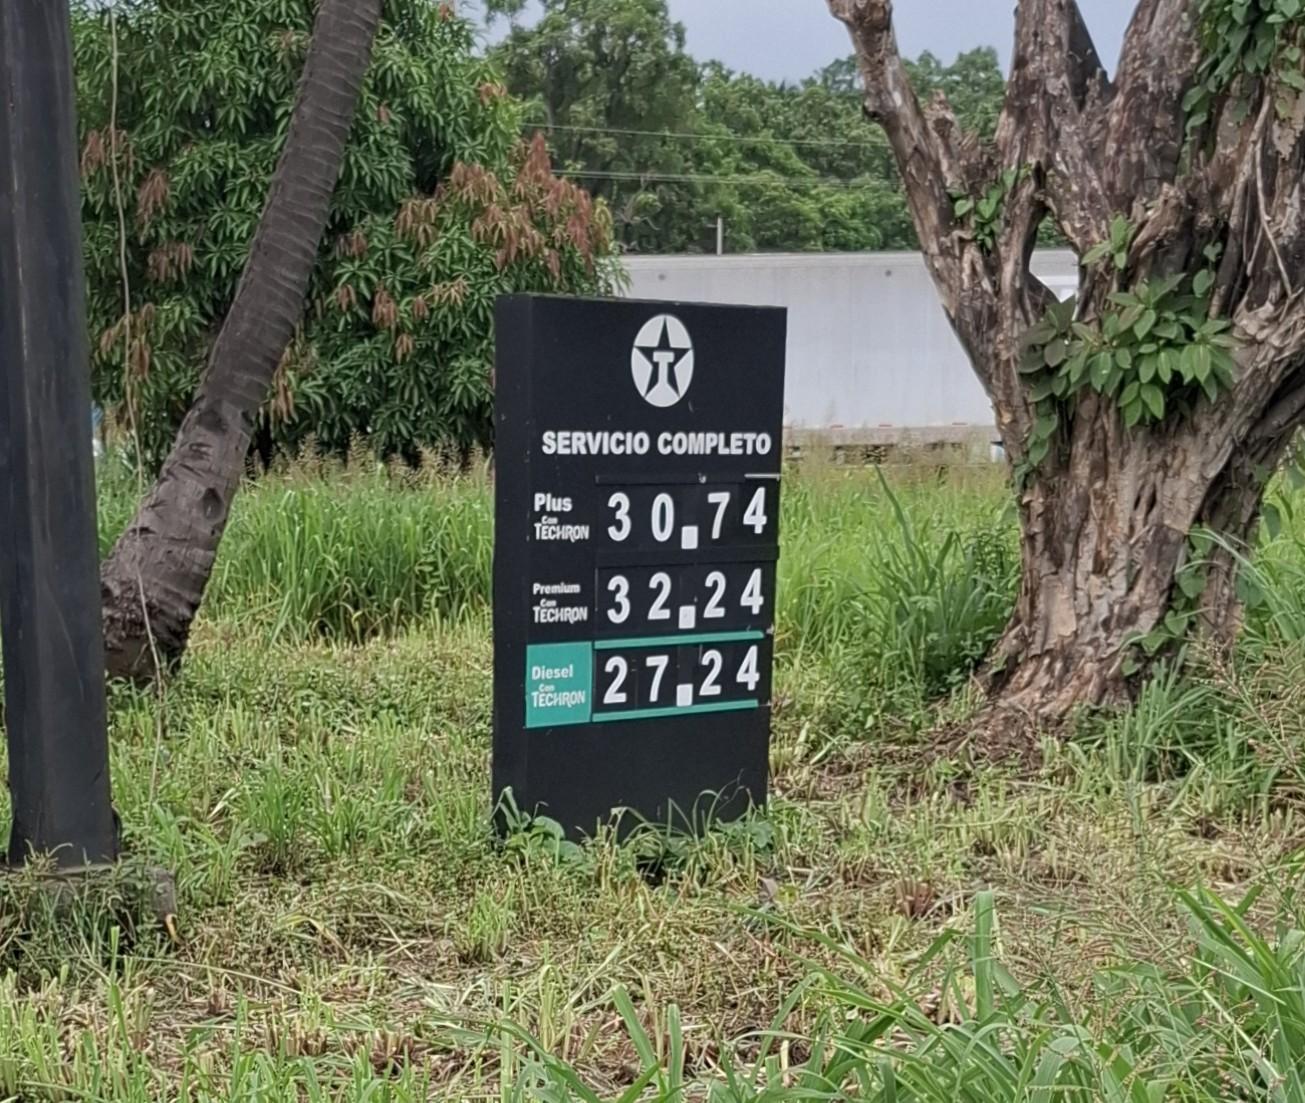 T
SERVICIO COMPLETO
Plus
Con
TECHRON
30.74
Premium
Con
TECHRON
32.24
Diesel
Con
TECHRON
27.24